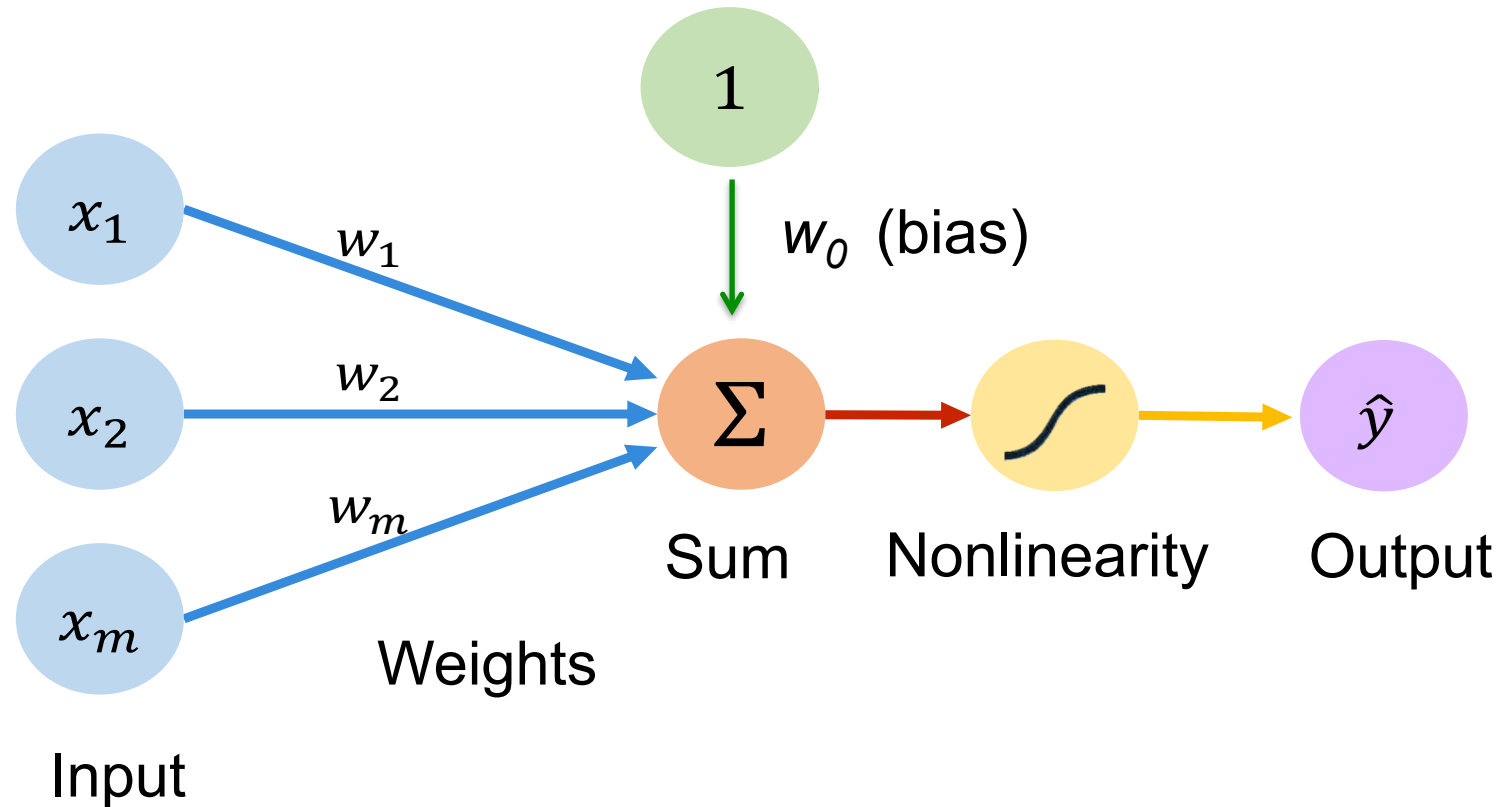 1
x₁
w₁
w₀ (bias)
x₂
w₂
Σ
ŷ
wₘ
xₘ
Sum
Nonlinearity
Output
Weights
Input